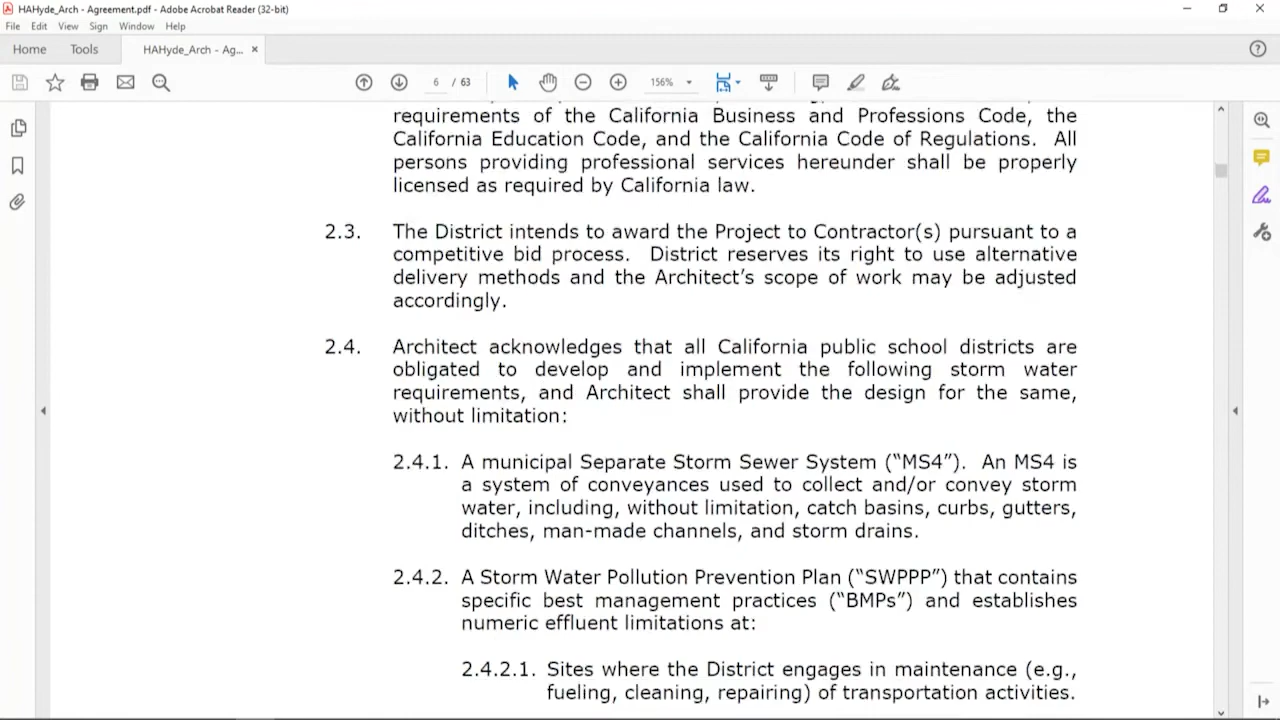 HAHyde_Arch - Agreement.pdf - Adobe Acrobat Reader (32-bit)
File Edit View Sign Window Help
Home Tools HAHyde_Arch - Ag... ×
6 / 63 156%
requirements of the California Business and Professions Code, the
California Education Code, and the California Code of Regulations. All
persons providing professional services hereunder shall be properly
licensed as required by California law.
2.3. The District intends to award the Project to Contractor(s) pursuant to a
competitive bid process. District reserves its right to use alternative
delivery methods and the Architect's scope of work may be adjusted
accordingly.
2.4. Architect acknowledges that all California public school districts are
obligated to develop and implement the following storm water
requirements, and Architect shall provide the design for the same,
without limitation:
2.4.1. A municipal Separate Storm Sewer System ("MS4"). An MS4 is
a system of conveyances used to collect and/or convey storm
water, including, without limitation, catch basins, curbs, gutters,
ditches, man-made channels, and storm drains.
2.4.2. A Storm Water Pollution Prevention Plan ("SWPPP") that contains
specific best management practices ("BMPs") and establishes
numeric effluent limitations at:
2.4.2.1. Sites where the District engages in maintenance (e.g.,
fueling, cleaning, repairing) of transportation activities.